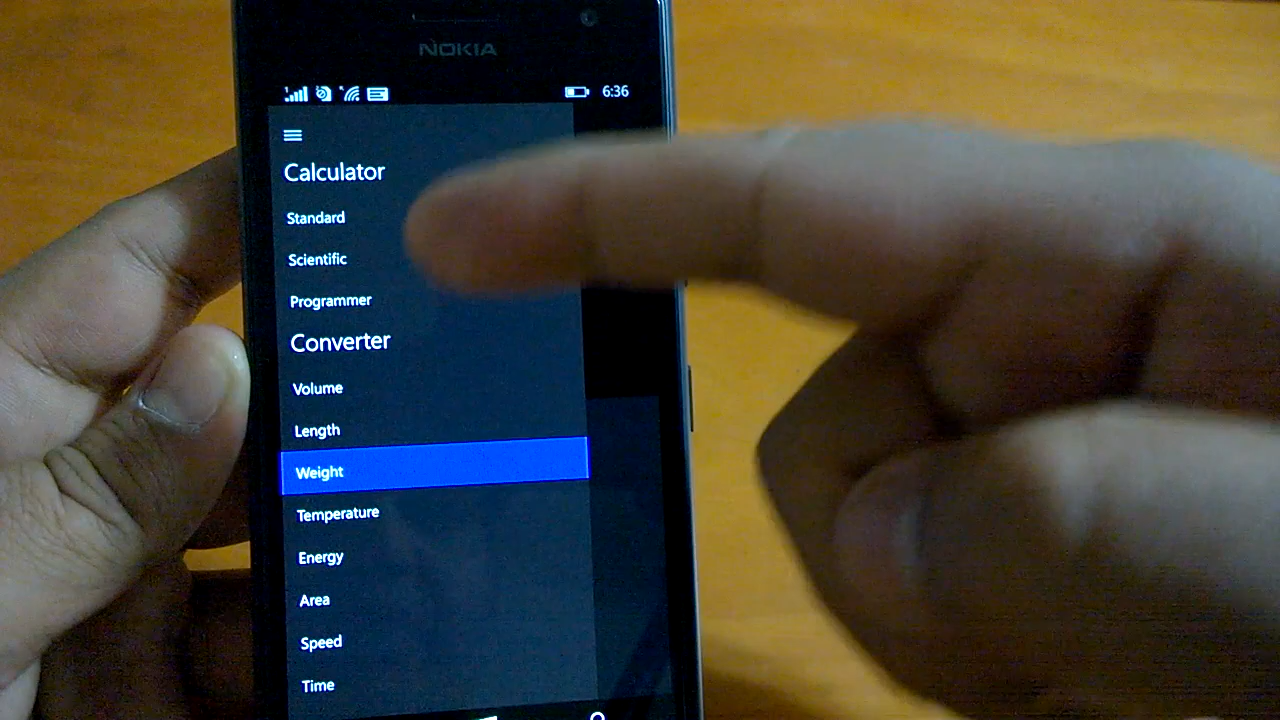 NOKIA
6:36
Calculator
Standard
Scientific
Programmer
Converter
Volume
Length
Weight
Temperature
Energy
Area
Speed
Time